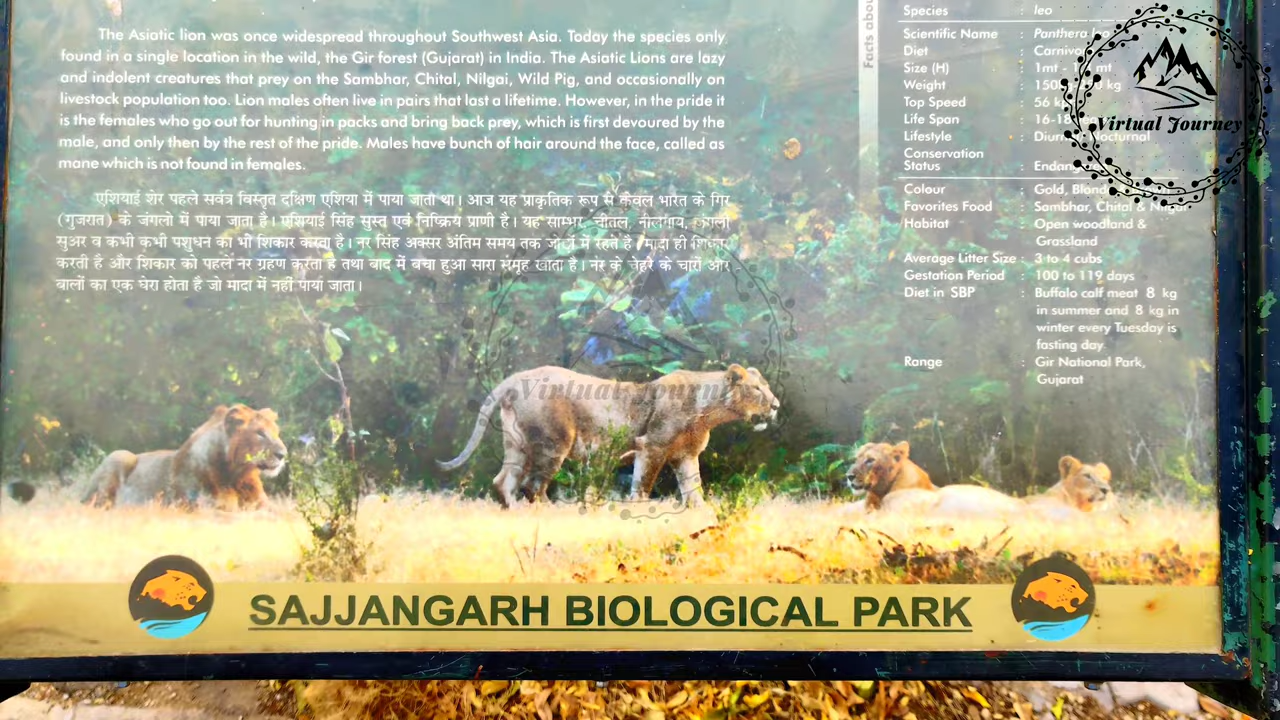 The Asiatic lion was once widespread throughout Southwest Asia. Today the species only
found in a single location in the wild, the Gir forest (Gujarat) in India. The Asiatic Lions are lazy
and indolent creatures that prey on the Sambhar, Chital, Nilgai, Wild Pig, and occasionally on
livestock population too. Lion males often live in pairs that last a lifetime. However, in the pride it
is the females who go out for hunting in packs and bring back prey, which is first devoured by the
male, and only then by the rest of the pride. Males have bunch of hair around the face, called as
mane which is not found in females.
एशियाई शेर पहले सर्वत्र विस्तृत दक्षिण एशिया में पाया जाता था। आज यह प्राकृतिक रूप से केवल भारत के गिर
(गुजरात) के जंगलो में पाया जाता है। एशियाई सिंह सुस्त एवं निष्क्रिय प्राणी है। यह साम्भर, चीतल, नीलगाय,
सुअर व कभी कभी पशुधन का भी शिकार करता है। नर सिंह अक्सर अंतिम समय तक जोड़ों में रहते है। मादा ही शिकार
करती है और शिकार को पहले नर ग्रहण करता है तथा बाद में बचा हुआ सारा समूह खाता है। नर के चेहरे के चारों और
बालों का एक घेरा होता है जो मादा में नहीं पाया जाता।
Facts
Species : leo
Scientific Name : Panthera
Diet :
Size (H) : 1mt - mt
Weight : kg
Top Speed : 56
Life Span :
Lifestyle : Nocturnal
Conservation
Status :
Colour : Gold,
Favorites Food : Sambhar, Chital & Nilgai
Habitat : Open woodland &
Grassland
Average Litter Size : 3 to 4 cubs
Gestation Period : 100 to 119 days
Diet in SBP : Buffalo calf meat 8 kg
in summer and 8 kg in
winter every Tuesday is
fasting day
Range : Gir National Park,
Gujarat
Virtual Journey
Virtual Journey
SAJJANGARH BIOLOGICAL PARK